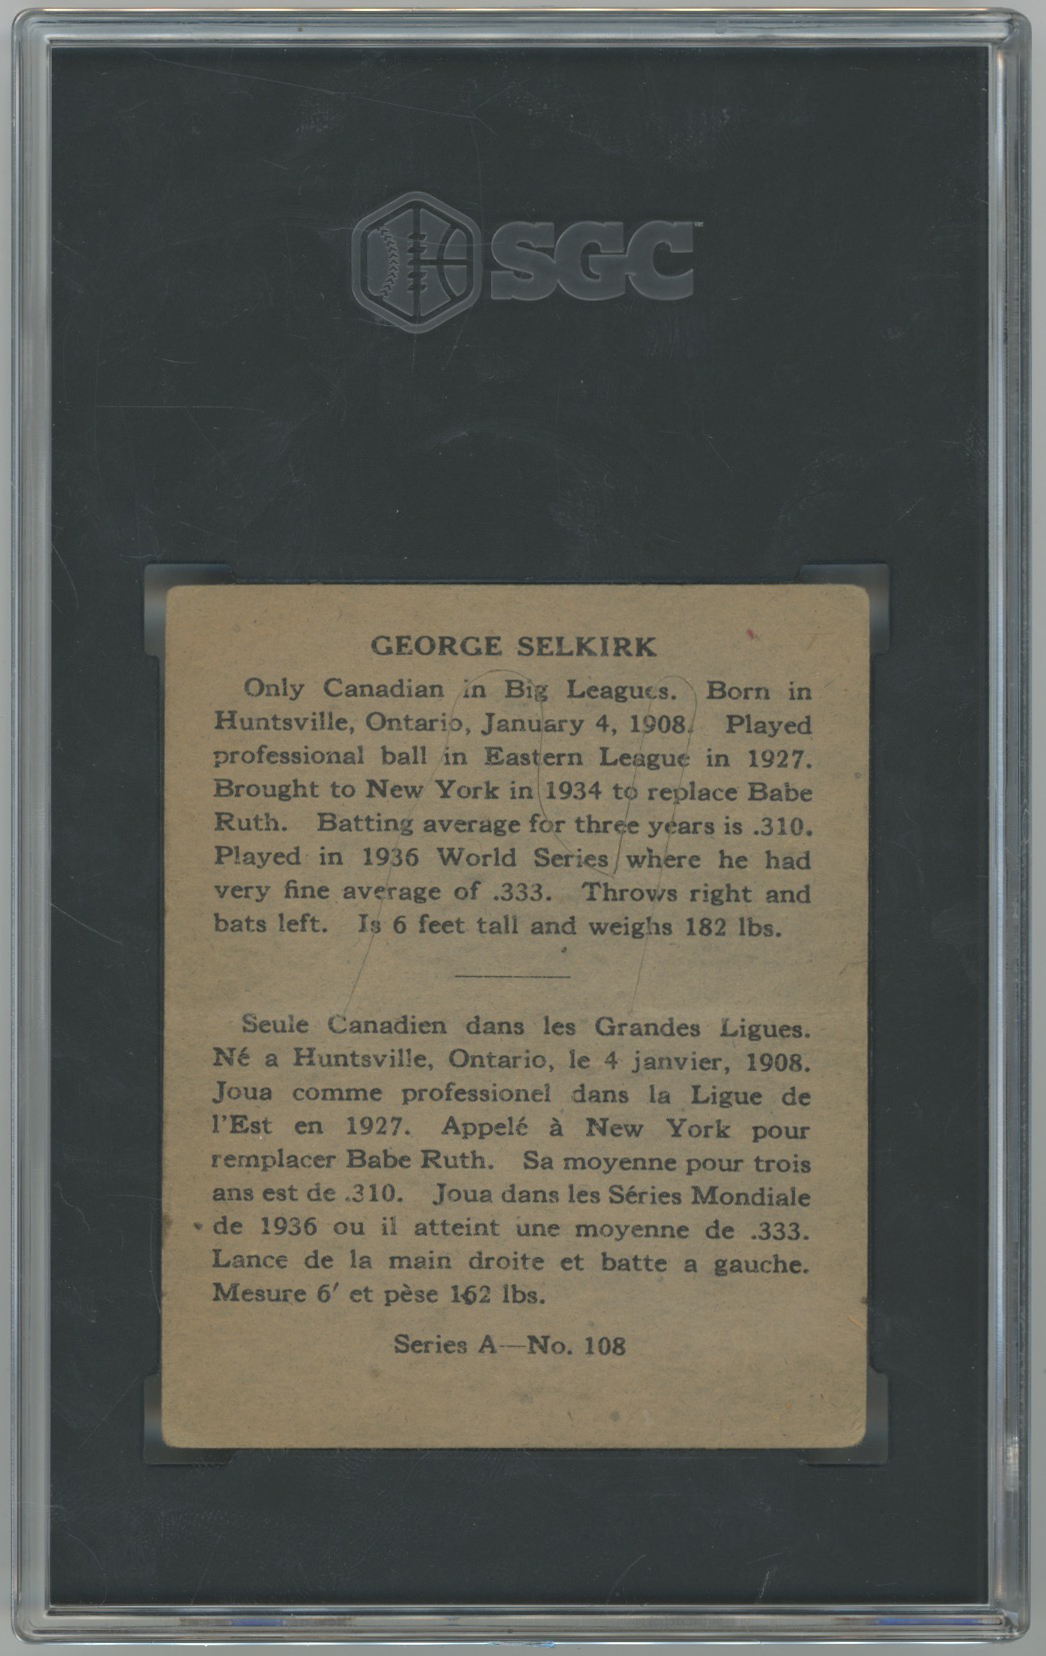 SGC™
GEORGE SELKIRK
Only Canadian in Big Leagues. Born in
Huntsville, Ontario, January 4, 1908. Played
professional ball in Eastern League in 1927.
Brought to New York in 1934 to replace Babe
Ruth. Batting average for three years is .310.
Played in 1936 World Series where he had
very fine average of .333. Throws right and
bats left. Is 6 feet tall and weighs 182 lbs.
Seule Canadien dans les Grandes Ligues.
Né a Huntsville, Ontario, le 4 janvier, 1908.
Joua comme professionel dans la Ligue de
l'Est en 1927. Appelé à New York pour
remplacer Babe Ruth. Sa moyenne pour trois
ans est de .310. Joua dans les Séries Mondiale
de 1936 ou il atteint une moyenne de .333.
Lance de la main droite et batte a gauche.
Mesure 6′ et pèse 162 lbs.
Series A—No. 108